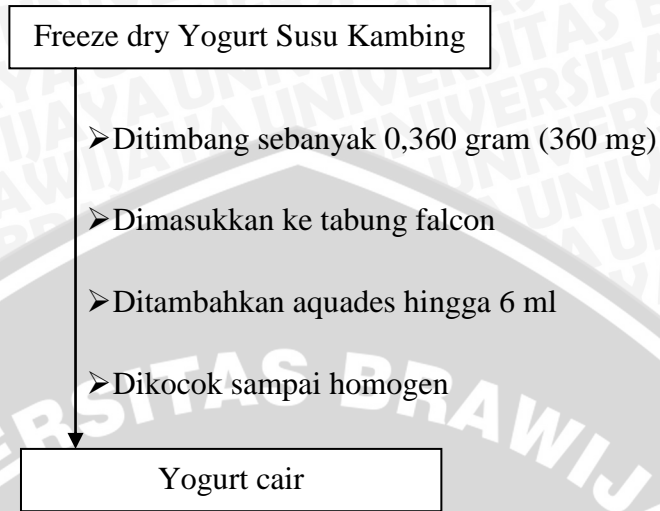 Freeze dry Yogurt Susu Kambing
➤Ditimbang sebanyak 0,360 gram (360 mg)
➤Dimasukkan ke tabung falcon
➤Ditambahkan aquades hingga 6 ml
➤Dikocok sampai homogen
Yogurt cair